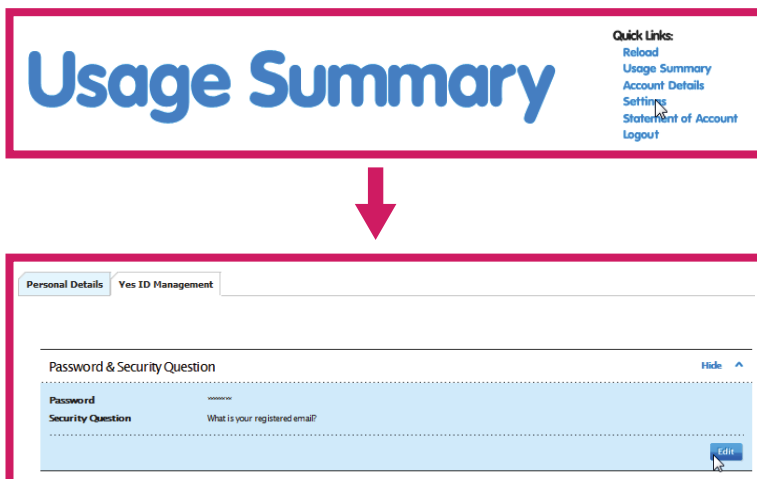 Usage Summary
Quick Links:
Reload
Usage Summary
Account Details
Settings
Statement of Account
Logout
Personal Details Yes ID Management
Password & Security Question Hide
Password
Security Question What is your registered email?
Edit